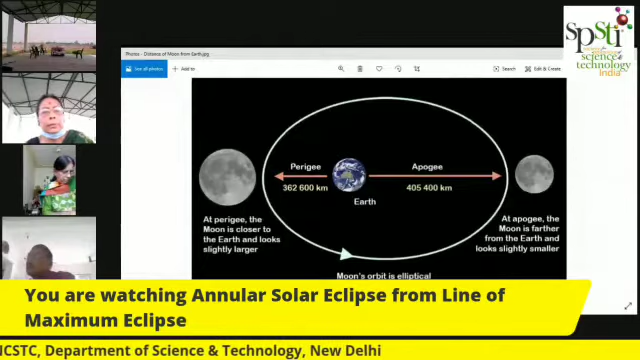 Photos - Distance of Moon from Earth.jpg
See all photos
Add to
Search
Edit & Create
spsti
science &
technology
India
Perigee
Apogee
362 600 km
405 400 km
Earth
At perigee, the
Moon is closer to
the Earth and looks
slightly larger
At apogee, the
Moon is farther
from the Earth and
looks slightly smaller
Moon's orbit is elliptical
You are watching Annular Solar Eclipse from Line of
Maximum Eclipse
NCSTC, Department of Science & Technology, New Delhi